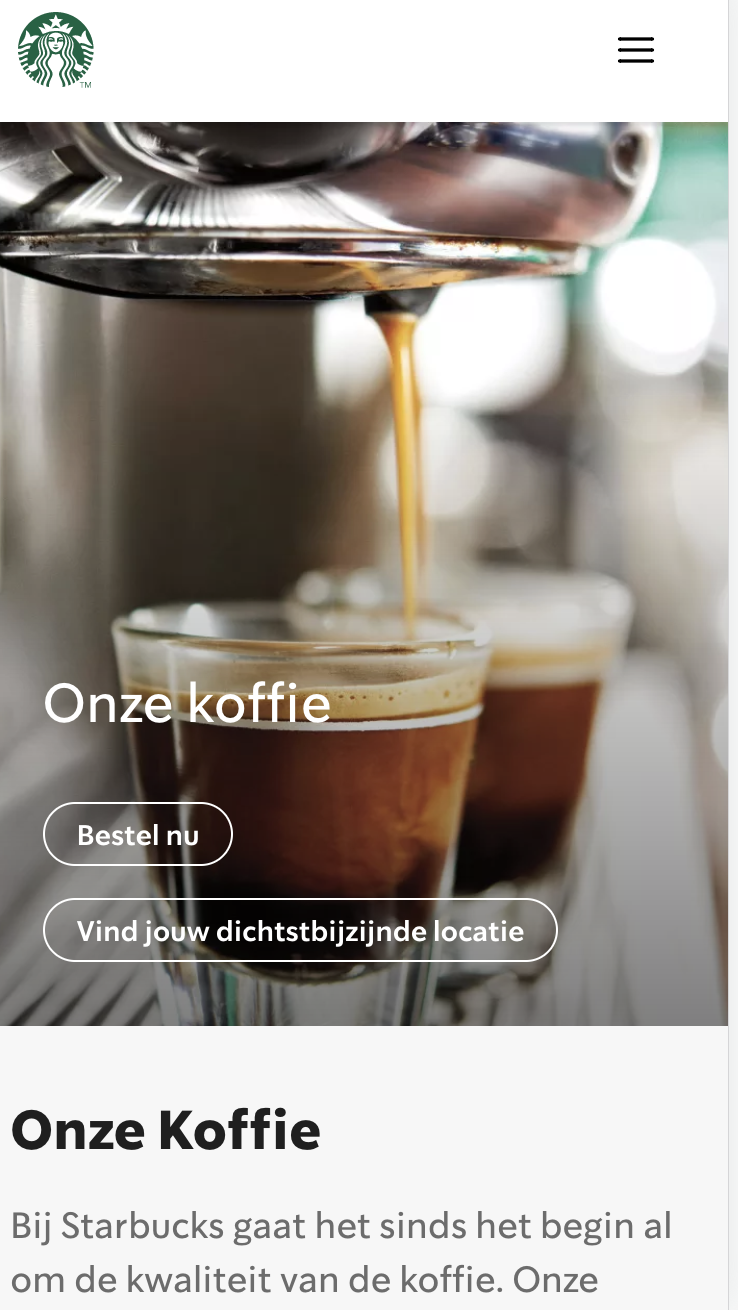 TM
Onze koffie
Bestel nu
Vind jouw dichtstbijzijnde locatie
Onze Koffie
Bij Starbucks gaat het sinds het begin al
om de kwaliteit van de koffie. Onze